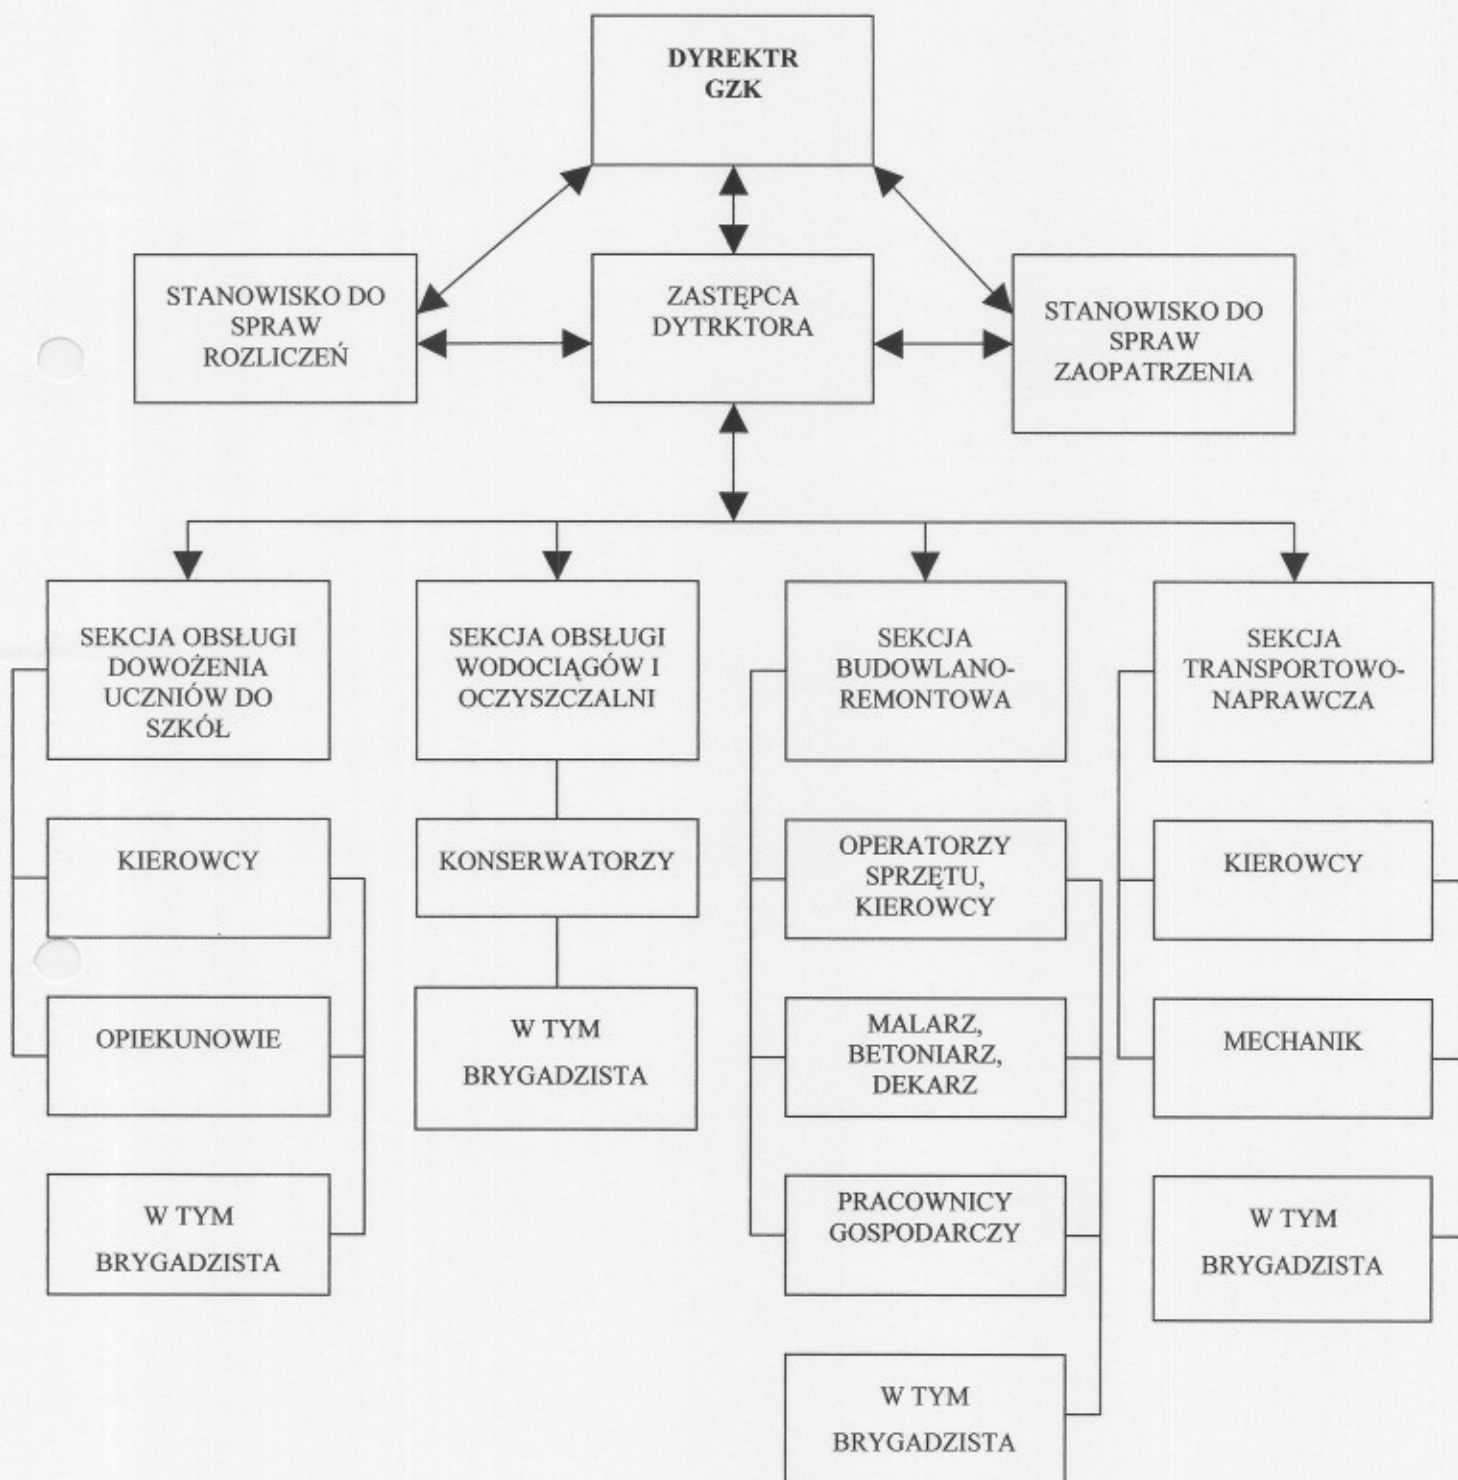 DYREKTR
GZK
STANOWISKO DO
SPRAW
ROZLICZEŃ
ZASTĘPCA
DYTRKTORA
STANOWISKO DO
SPRAW
ZAOPATRZENIA
SEKCJA OBSŁUGI
DOWOŻENIA
UCZNIÓW DO
SZKÓŁ
SEKCJA OBSŁUGI
WODOCIĄGÓW I
OCZYSZCZALNI
SEKCJA
BUDOWLANO-
REMONTOWA
SEKCJA
TRANSPORTOWO-
NAPRAWCZA
KIEROWCY
KONSERWATORZY
OPERATORZY
SPRZĘTU,
KIEROWCY
KIEROWCY
OPIEKUNOWIE
W TYM
BRYGADZISTA
MALARZ,
BETONIARZ,
DEKARZ
MECHANIK
W TYM
BRYGADZISTA
PRACOWNICY
GOSPODARCZY
W TYM
BRYGADZISTA
W TYM
BRYGADZISTA